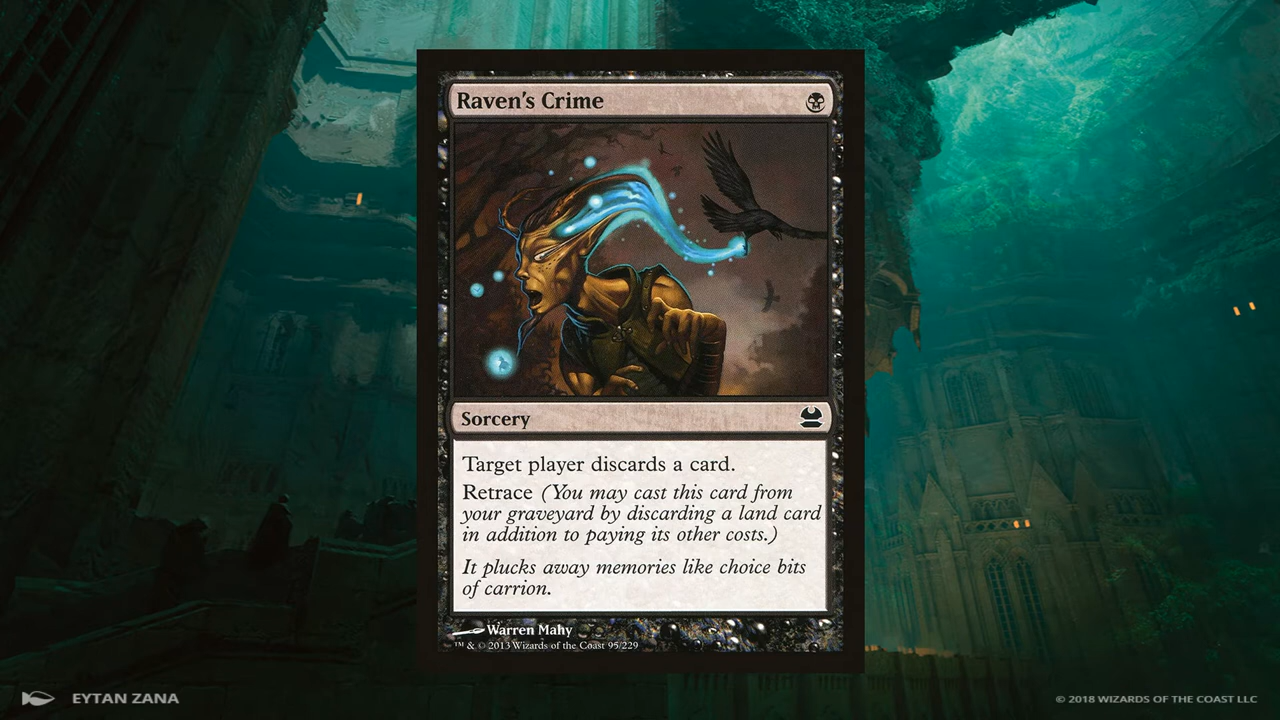 Raven's Crime
Sorcery
Target player discards a card.
Retrace (You may cast this card from
your graveyard by discarding a land card
in addition to paying its other costs.)
It plucks away memories like choice bits
of carrion.
Warren Mahy
™ & © 2013 Wizards of the Coast 95/229
EYTAN ZANA
© 2018 WIZARDS OF THE COAST LLC